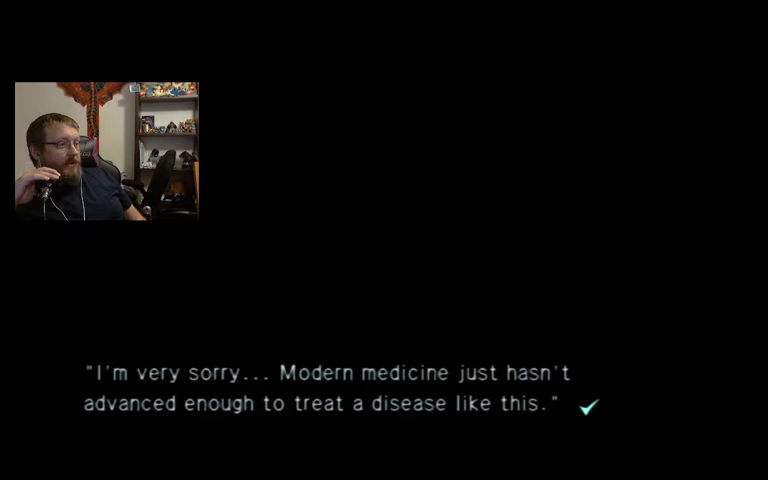 "I'm very sorry... Modern medicine just hasn't
advanced enough to treat a disease like this."